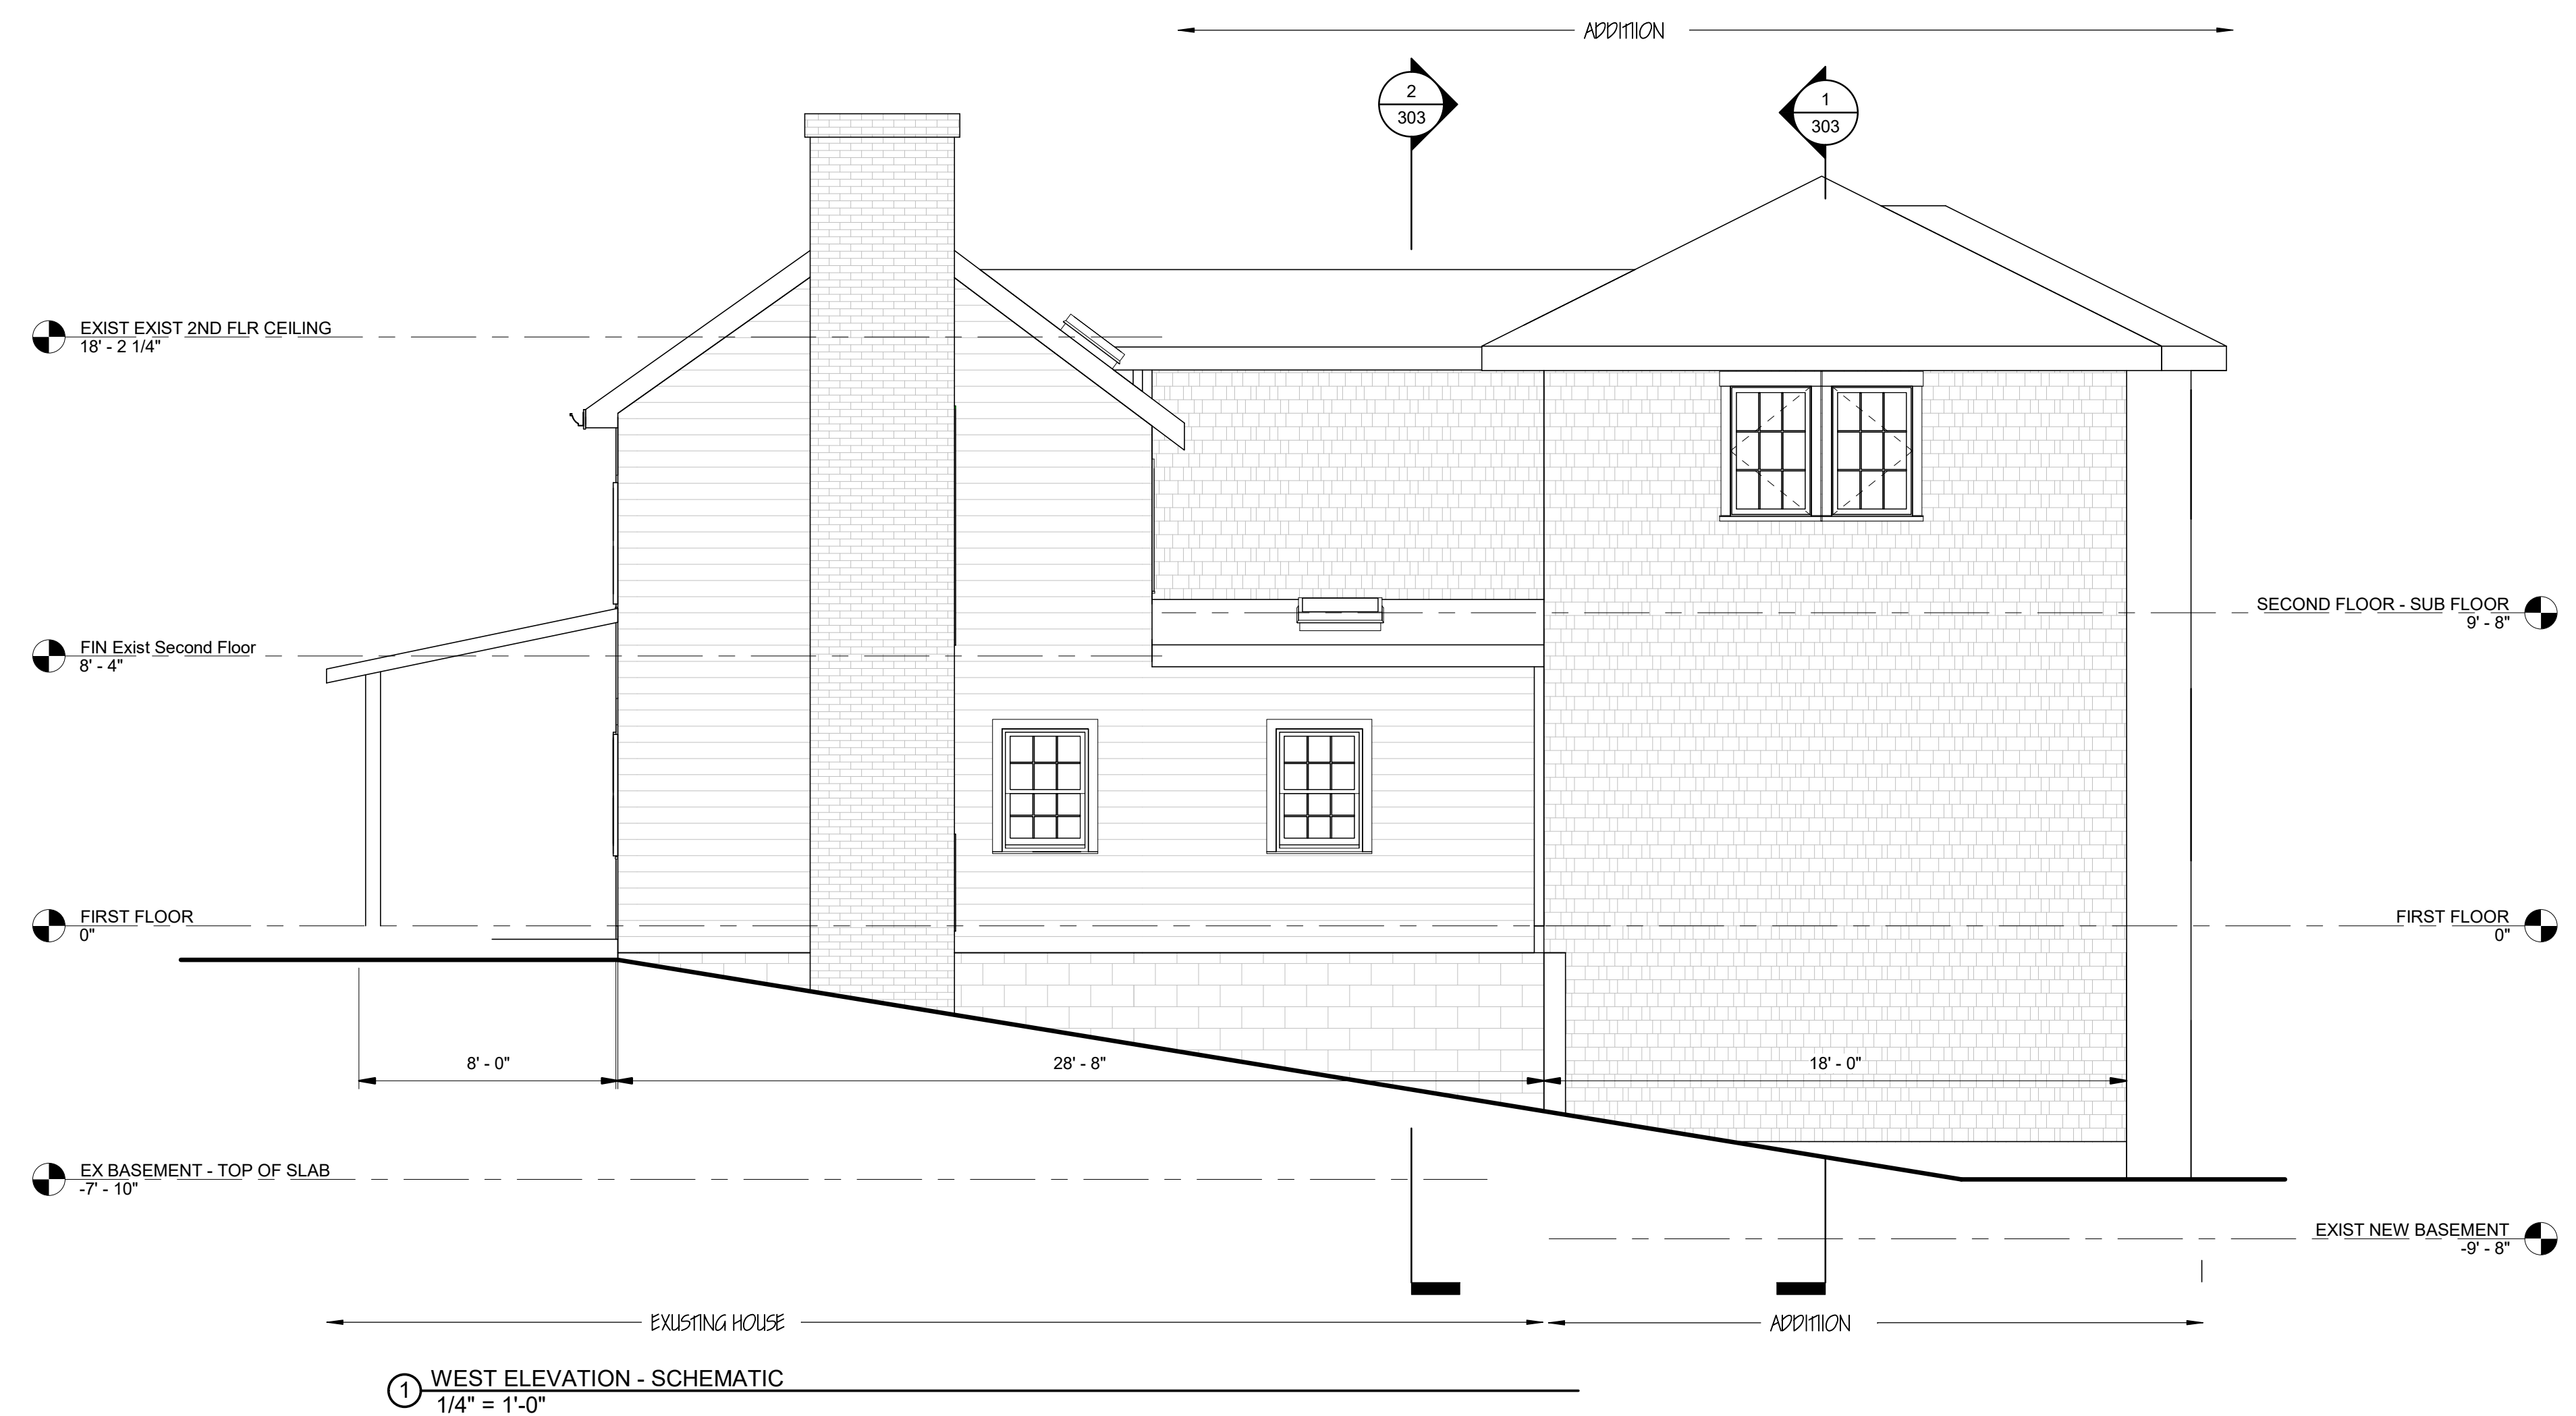 ADDITIION
2
303
1
303
EXIST EXIST 2ND FLR CEILING
18' - 2 1/4"
SECOND FLOOR - SUB FLOOR
9' - 8"
FIN Exist Second Floor
8' - 4"
FIRST FLOOR
0"
FIRST FLOOR
0"
8' - 0"
28' - 8"
18' - 0"
EX BASEMENT - TOP OF SLAB
-7' - 10"
EXIST NEW BASEMENT
-9' - 8"
EXUSTING HOUSE
ADDITIION
1
WEST ELEVATION - SCHEMATIC
1/4" = 1'-0"